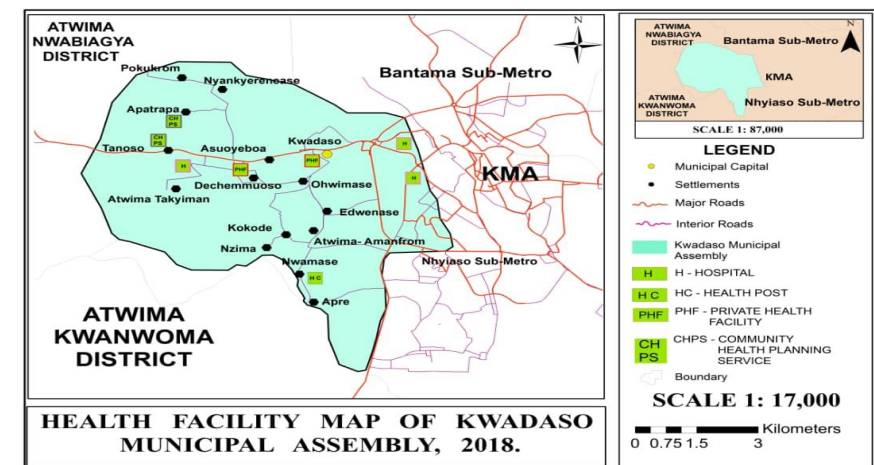 ATWIMA
NWABIAGYA
DISTRICT
N
Pokukrom
Nyankyerenease
Bantama Sub-Metro
Apatrapa
CH
PS
CH
PS
Tanoso
Asuoyeboa
Kwadaso
H
H
PHF
PHF
H
KMA
Dechemmuoso
Ohwimase
Atwima Takyiman
Edwenase
Kokode
Atwima- Amanfrom
Nzima
Nhyiaso Sub-Metro
Nwamase
H C
Apre
ATWIMA
KWANWOMA
DISTRICT
HEALTH FACILITY MAP OF KWADASO
MUNICIPAL ASSEMBLY, 2018.
ATWIMA
NWABIAGYA
DISTRICT
N
Bantama Sub-Metro
KMA
ATWIMA
KWANWOMA
DISTRICT
Nhyiaso Sub-Metro
SCALE 1: 87,000
LEGEND
Municipal Capital
Settlements
Major Roads
Interior Roads
Kwadaso Municipal
Assembly
H H - HOSPITAL
H C HC - HEALTH POST
PHF PHF - PRIVATE HEALTH
FACILITY
CH
PS
CHPS - COMMUNITY
HEALTH PLANNING
SERVICE
Boundary
SCALE 1: 17,000
Kilometers
0 0.75 1.5 3